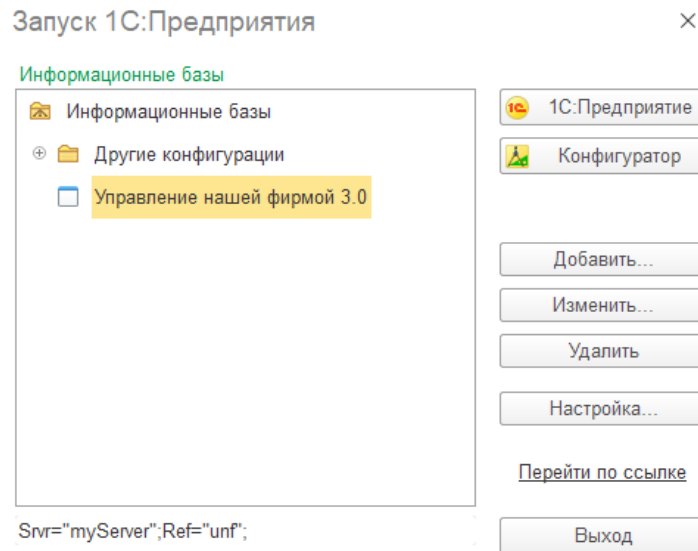 Запуск 1С:Предприятия
Информационные базы
Информационные базы
1С:Предприятие
Другие конфигурации
Конфигуратор
Управление нашей фирмой 3.0
Добавить...
Изменить...
Удалить
Настройка...
Перейти по ссылке
Srvr="myServer";Ref="unf";
Выход